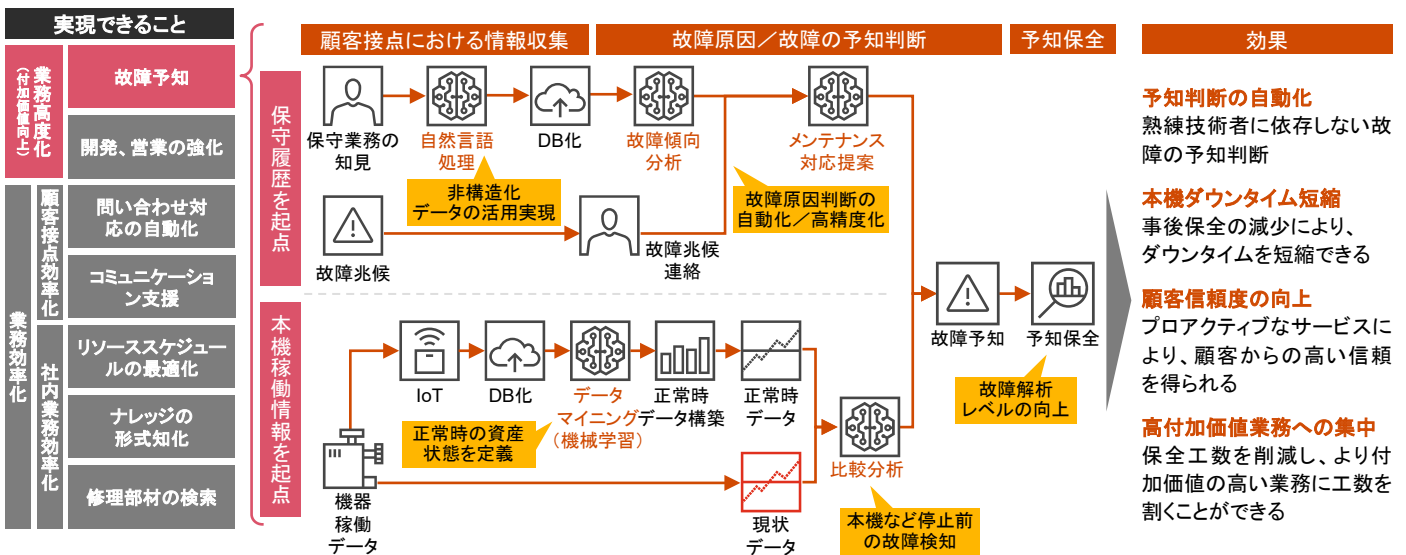 実現できること
業務高度化
（付加価値向上）
故障予知
開発、営業の強化
業務効率化
顧客接点効率化
問い合わせ対
応の自動化
コミュニケーショ
ン支援
社内業務効率化
リソーススケジュー
ルの最適化
ナレッジの
形式知化
修理部材の検索
顧客接点における情報収集
故障原因／故障の予知判断
予知保全
効果
保守履歴を起点
保守業務の
知見
自然言語
処理
DB化
故障傾向
分析
メンテナンス
対応提案
非構造化
データの活用実現
故障原因判断の
自動化／高精度化
故障兆候
故障兆候
連絡
本機稼働情報を起点
IoT
DB化
データ
マイニング
（機械学習）
正常時
データ構築
正常時
データ
正常時の資産
状態を定義
機器
稼働
データ
現状
データ
比較分析
本機など停止前
の故障検知
故障予知
予知保全
故障解析
レベルの向上
予知判断の自動化
熟練技術者に依存しない故
障の予知判断
本機ダウンタイム短縮
事後保全の減少により、
ダウンタイムを短縮できる
顧客信頼度の向上
プロアクティブなサービスに
より、顧客からの高い信頼
を得られる
高付加価値業務への集中
保全工数を削減し、より付
加価値の高い業務に工数を
割くことができる